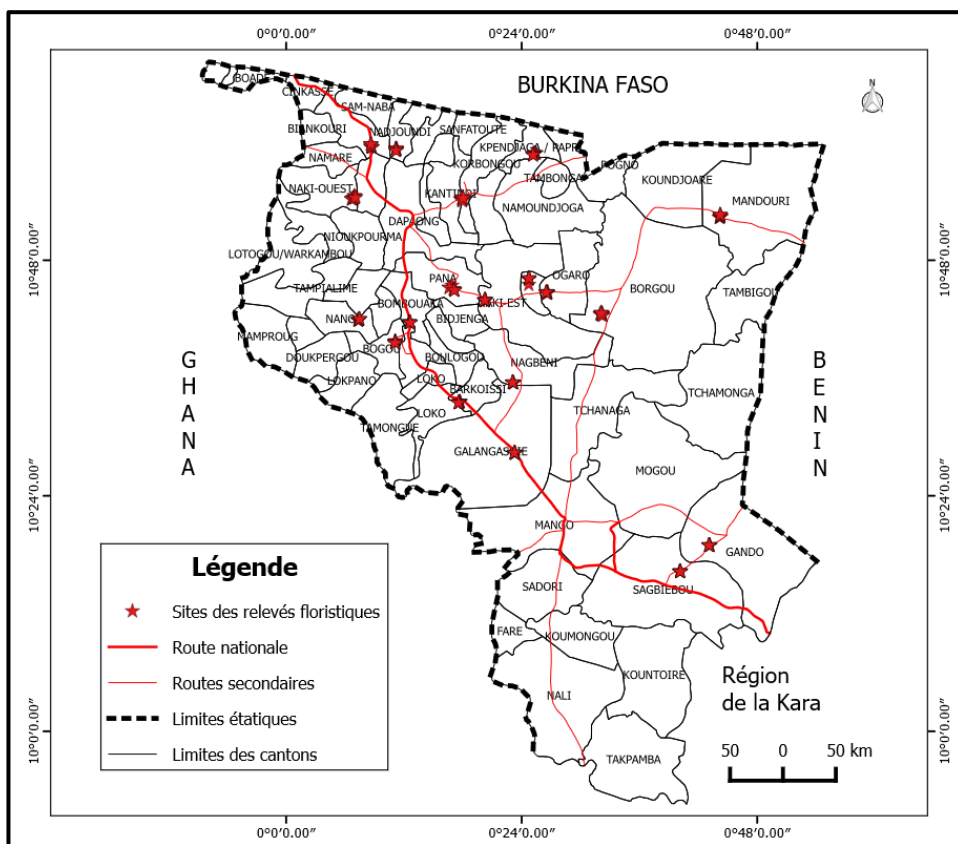 0°0′0.00″ 0°24′0.00″ 0°48′0.00″
BURKINA FASO
N
BOADE
CINKASSE
SAM-NABA
BIANKOURI
NADJOUNDI
SANFATOUTE
KPENDJAGA / PAPRI
NAMARE
KORBONGOU
POGNO
TAMBONGA
KOUNDJOARE
NAKI-OUEST
KANTINDI
NAMOUNDJOGA
MANDOURI
DAPAONG
NIOUKPOURMA
LOTOGOU/WARKAMBOU
10°48′0.00″
10°48′0.00″
PANA
OGARO
BORGOU
TAMPIALIME
TAMBIGOU
BOMBOUAKA
MAMPROUG
BIDJENGA
DOUKPERGOU
BOGOU
BOULOGOU
NAGBENI
LOKPANO
LOKO
BARKOISSI
TCHAMONGA
LOKO
TCHANAGA
TAMONGUE
GALANGASHIE
MOGOU
GHANA
BENIN
10°24′0.00″
10°24′0.00″
MANGO
GANDO
SADORI
SAGBIEBOU
FARE
KOUMONGOU
KOUNTOIRE
NALI
TAKPAMBA
Région
de la Kara
10°0′0.00″
10°0′0.00″
50 0 50 km
Légende
Sites des relevés floristiques
Route nationale
Routes secondaires
Limites étatiques
Limites des cantons
0°0′0.00″ 0°24′0.00″ 0°48′0.00″